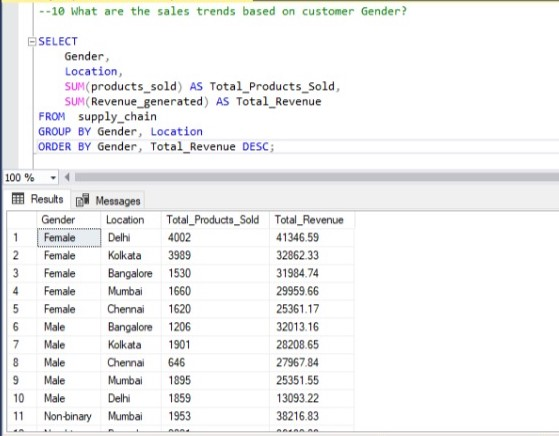 --10 What are the sales trends based on customer Gender?
SELECT
Gender,
Location,
SUM(products_sold) AS Total_Products_Sold,
SUM(Revenue_generated) AS Total_Revenue
FROM supply_chain
GROUP BY Gender, Location
ORDER BY Gender, Total_Revenue DESC;
100 %
Results Messages
Gender Location Total_Products_Sold Total_Revenue
1 Female Delhi 4002 41346.59
2 Female Kolkata 3989 32862.33
3 Female Bangalore 1530 31984.74
4 Female Mumbai 1660 29959.66
5 Female Chennai 1620 25361.17
6 Male Bangalore 1206 32013.16
7 Male Kolkata 1901 28208.65
8 Male Chennai 646 27967.84
9 Male Mumbai 1895 25351.55
10 Male Delhi 1859 13093.22
11 Non-binary Mumbai 1953 38216.83